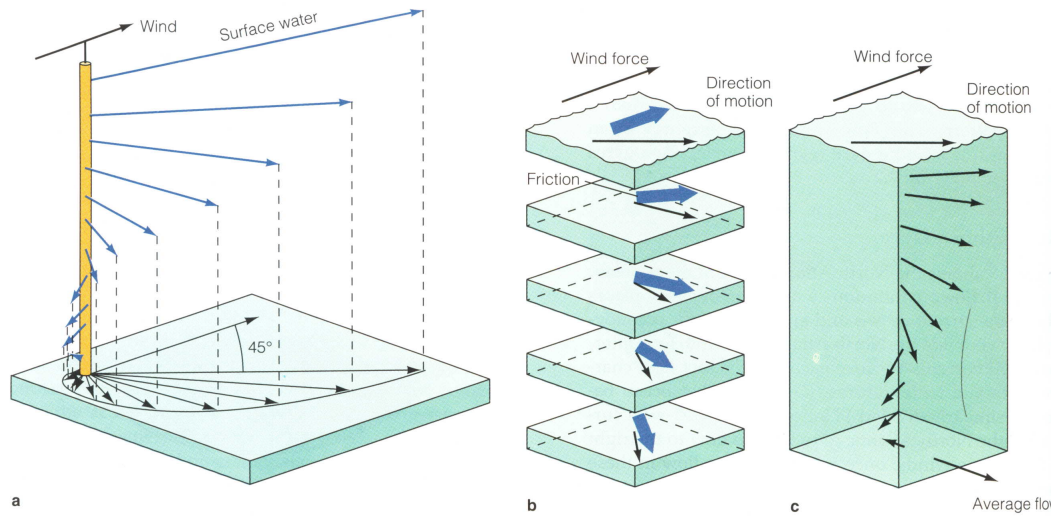 Wind
Surface water
45°
a
Wind force
Direction
of motion
Friction
b
Wind force
Direction
of motion
Average flo
c